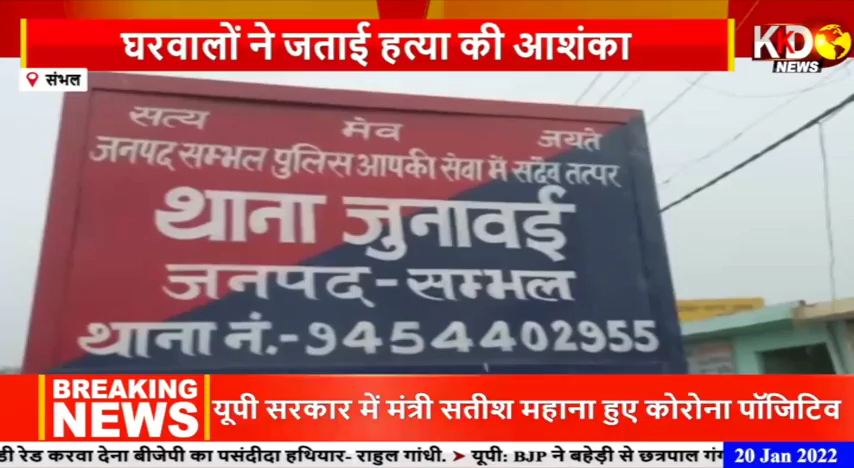 घरवालों ने जताई हत्या की आशंका
KKD
NEWS
संभल
सत्य मेव जयते
जनपद सम्भल पुलिस आपकी सेवा में सदैव तत्पर
थाना जुनावई
जनपद-सम्भल
थाना नं.-9454402955
BREAKING
NEWS
यूपी सरकार में मंत्री सतीश महाना हुए कोरोना पॉजिटिव
रेड करवा देना बीजेपी का पसंदीदा हथियार- राहुल गांधी. ➤ यूपी: BJP ने बहेड़ी से छत्रपाल
20 Jan 2022